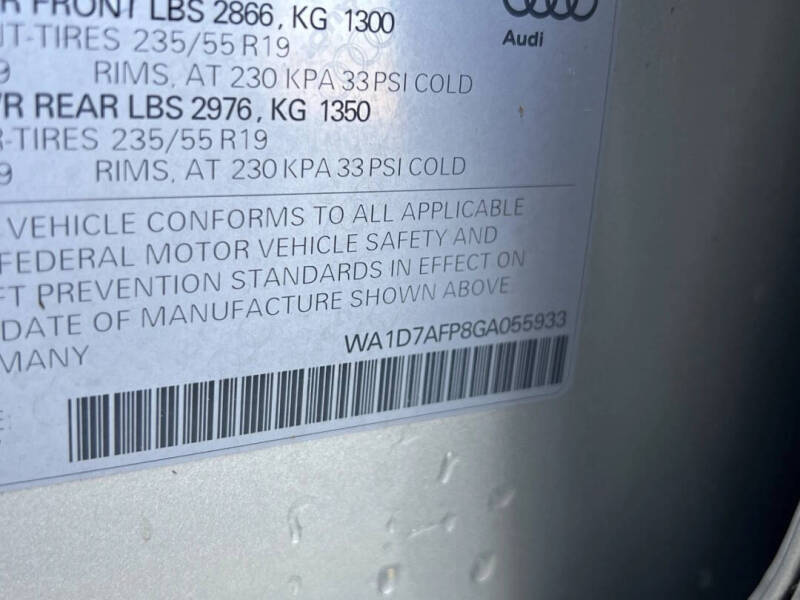 R FRONT LBS 2866, KG 1300
T-TIRES 235/55 R19
9 RIMS, AT 230 KPA 33 PSI COLD
R REAR LBS 2976, KG 1350
-TIRES 235/55 R19
9 RIMS, AT 230 KPA 33 PSI COLD
Audi
VEHICLE CONFORMS TO ALL APPLICABLE
FEDERAL MOTOR VEHICLE SAFETY AND
FT PREVENTION STANDARDS IN EFFECT ON
DATE OF MANUFACTURE SHOWN ABOVE
MANY
WA1D7AFP8GA055933